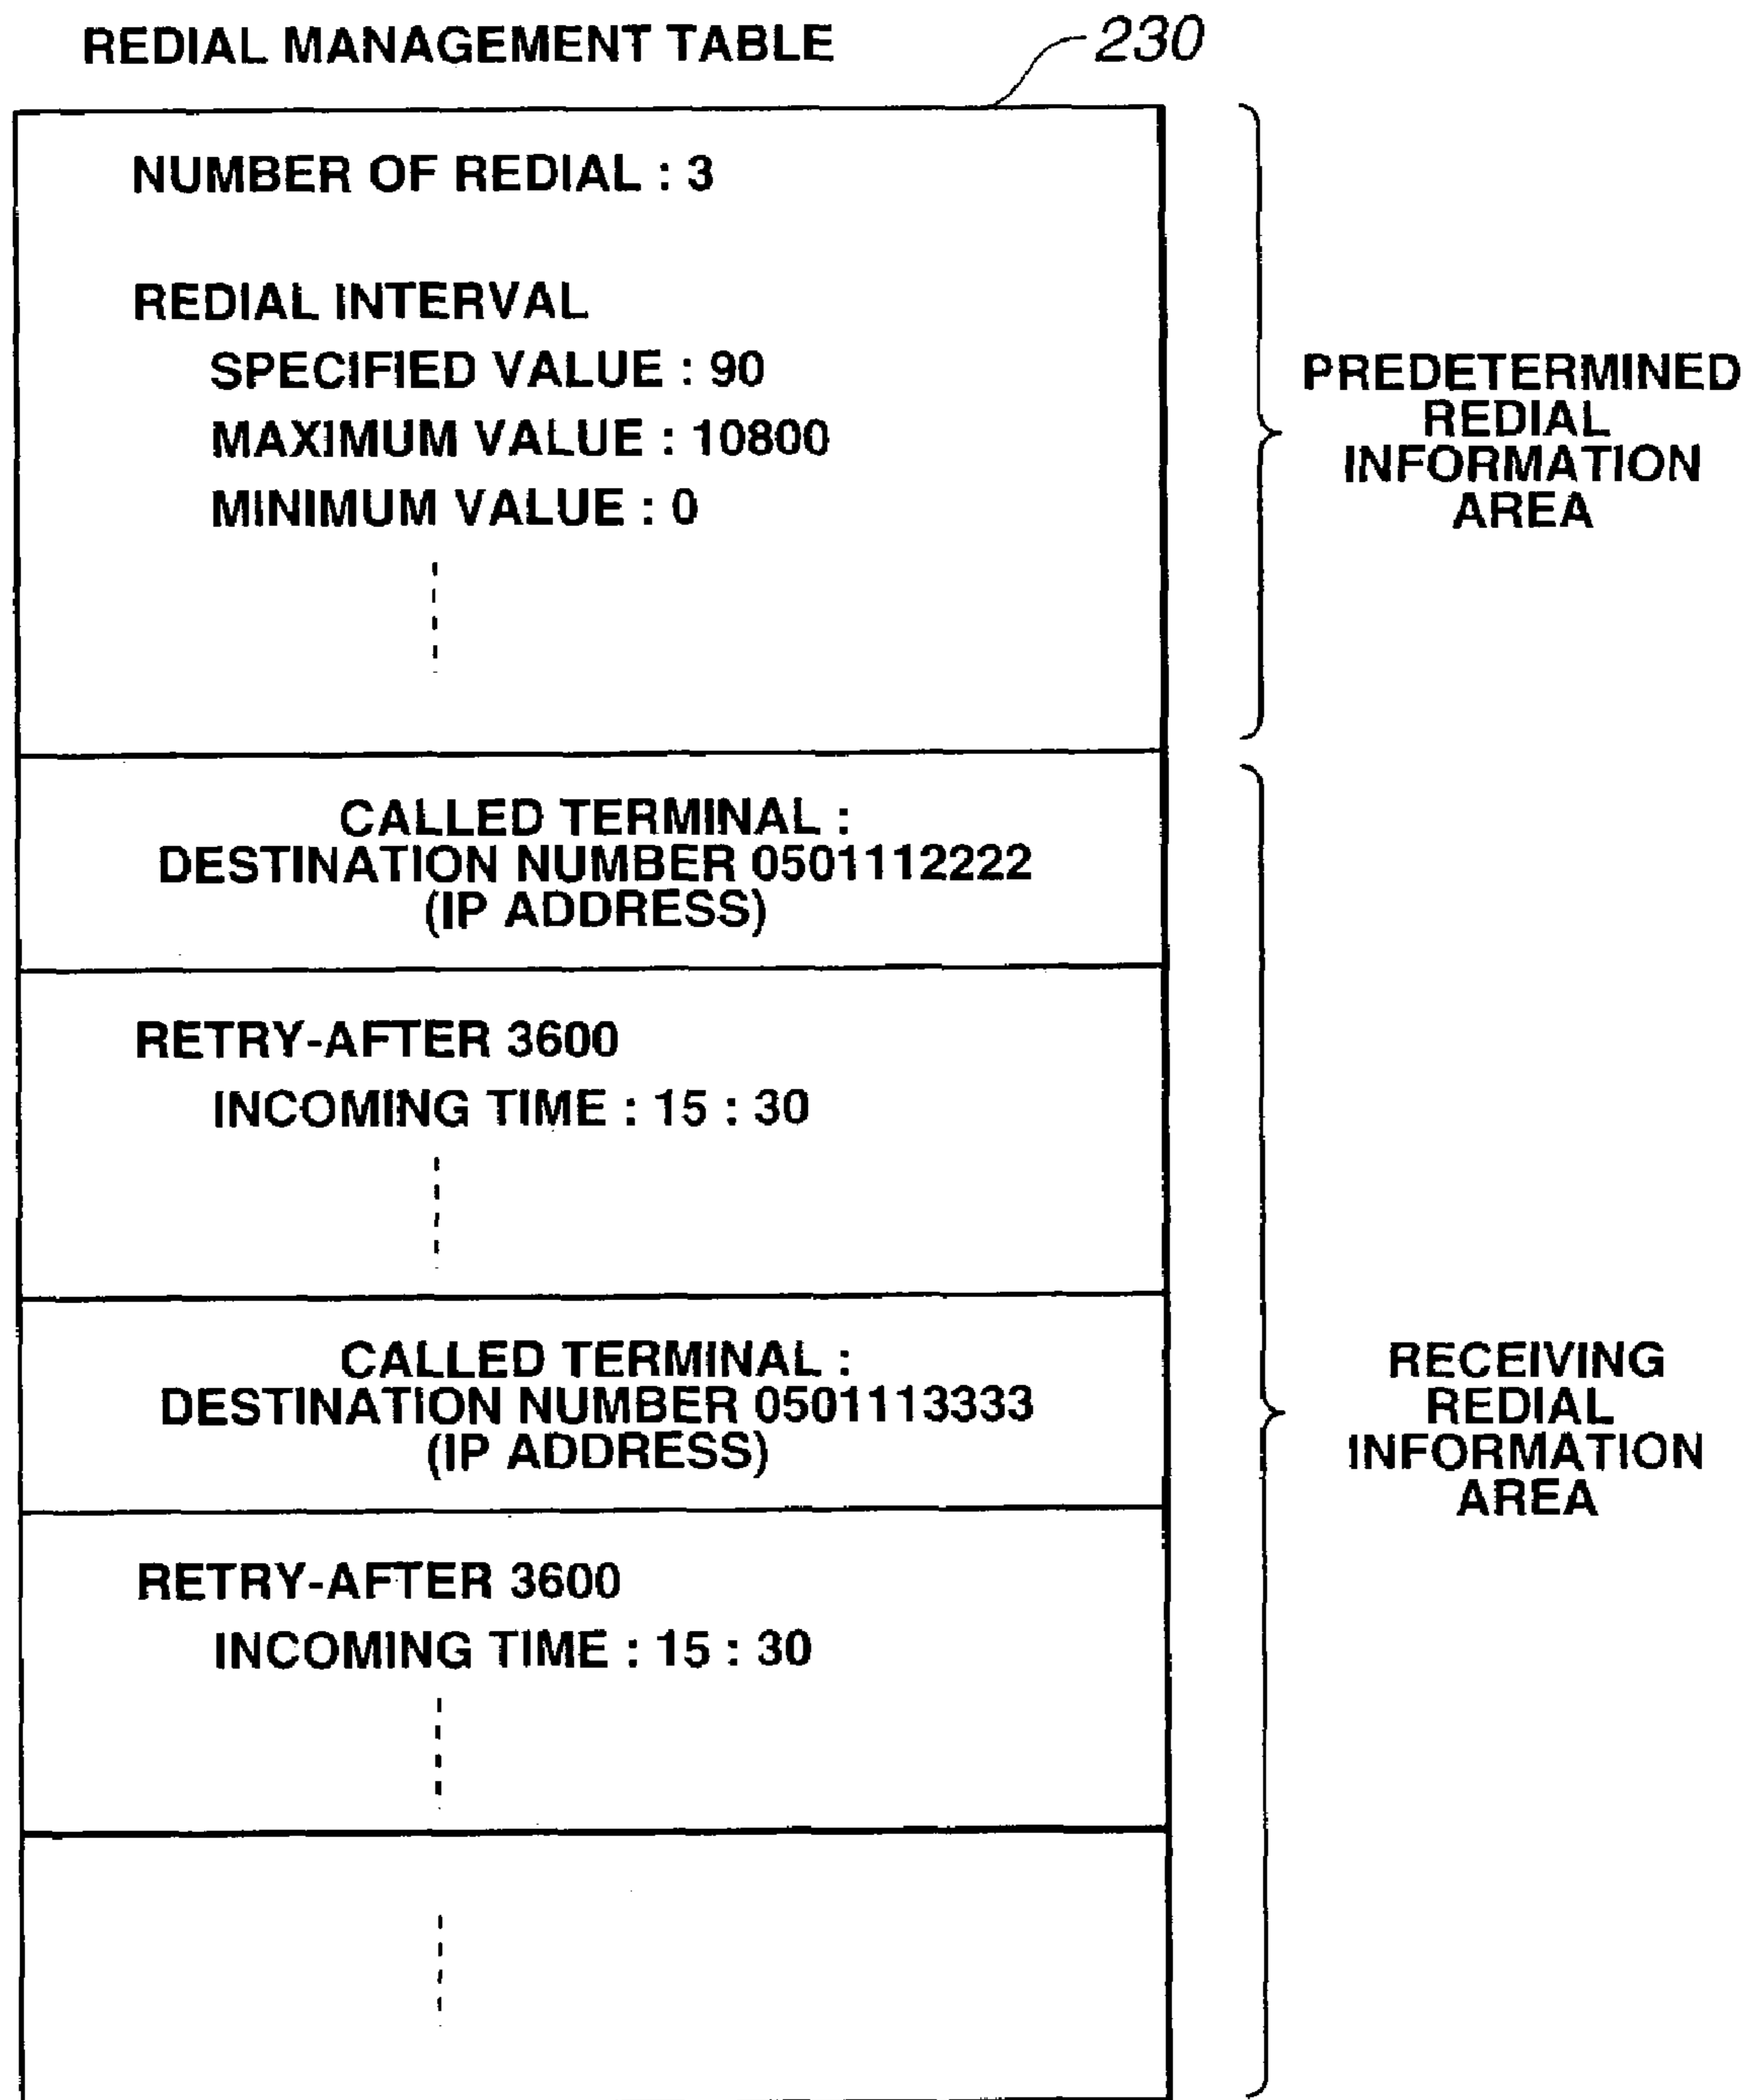 REDIAL MANAGEMENT TABLE
230
NUMBER OF REDIAL : 3
REDIAL INTERVAL
SPECIFIED VALUE : 90
MAXIMUM VALUE : 10800
MINIMUM VALUE : 0
PREDETERMINED
REDIAL
INFORMATION
AREA
CALLED TERMINAL :
DESTINATION NUMBER 0501112222
(IP ADDRESS)
RETRY-AFTER 3600
INCOMING TIME : 15 : 30
CALLED TERMINAL :
DESTINATION NUMBER 0501113333
(IP ADDRESS)
RETRY-AFTER 3600
INCOMING TIME : 15 : 30
RECEIVING
REDIAL
INFORMATION
AREA